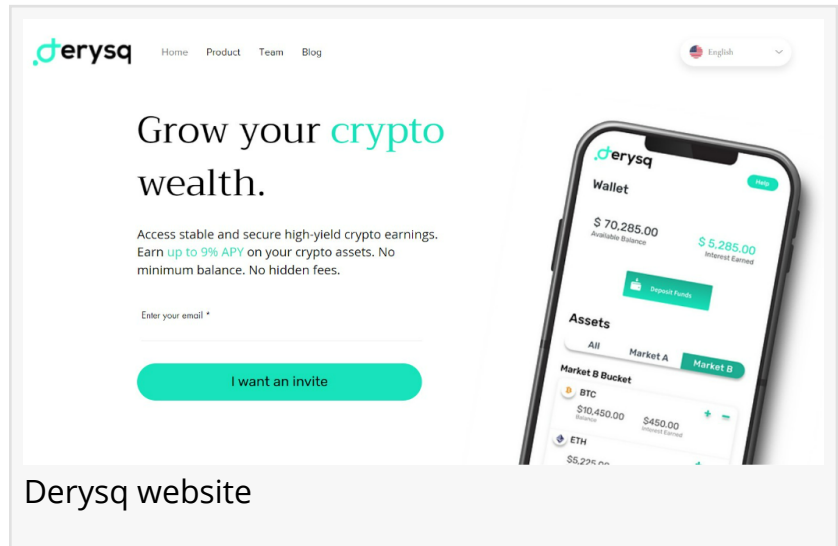 derysq
Home Product Team Blog
English
Grow your crypto
wealth.
Access stable and secure high-yield crypto earnings.
Earn up to 9% APY on your crypto assets. No
minimum balance. No hidden fees.
Enter your email *
I want an invite
derysq
Help
Wallet
$ 70,285.00
Available Balance
$ 5,285.00
Interest Earned
Deposit Funds
Assets
All Market A Market B
Market B Bucket
BTC
$10,450.00 $450.00
Balance Interest Earned
ETH
$5,225.00
Derysq website